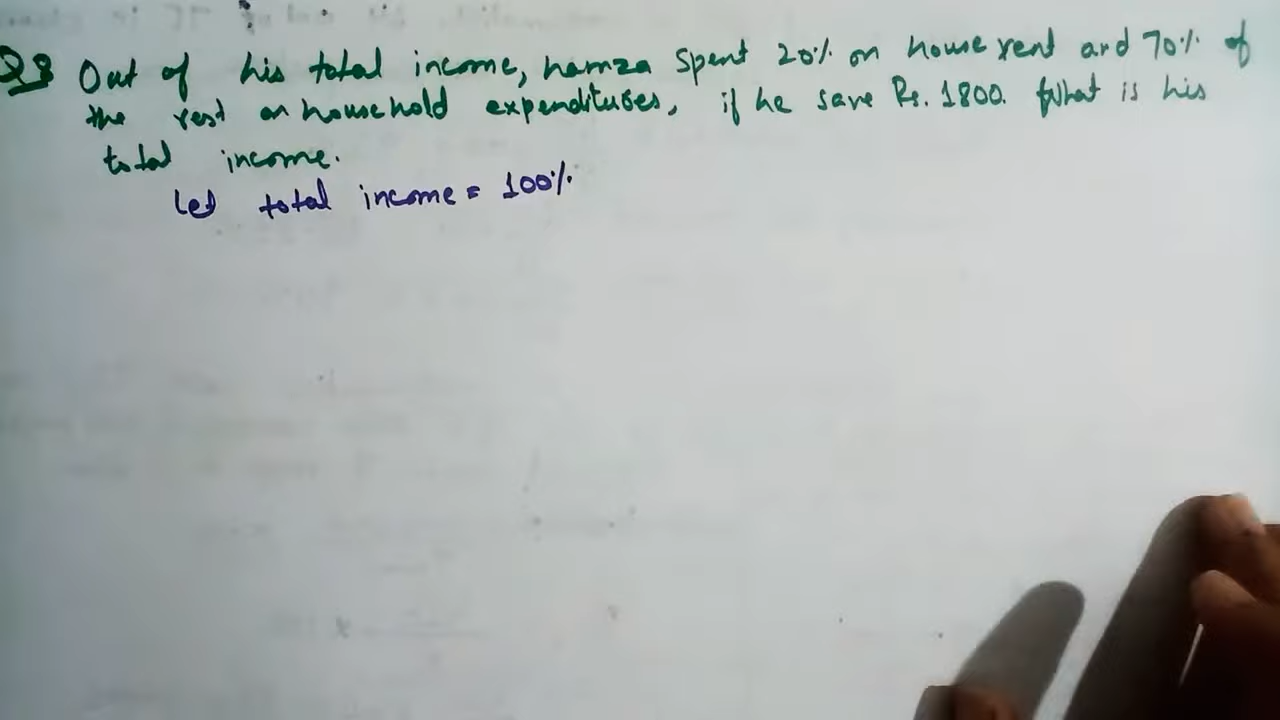 Q8 Out of his total income, hamza spent 20% on house rent and 70% of
the rest on household expenditures, if he save Rs. 1800. What is his
total income.
Let total income = 100%